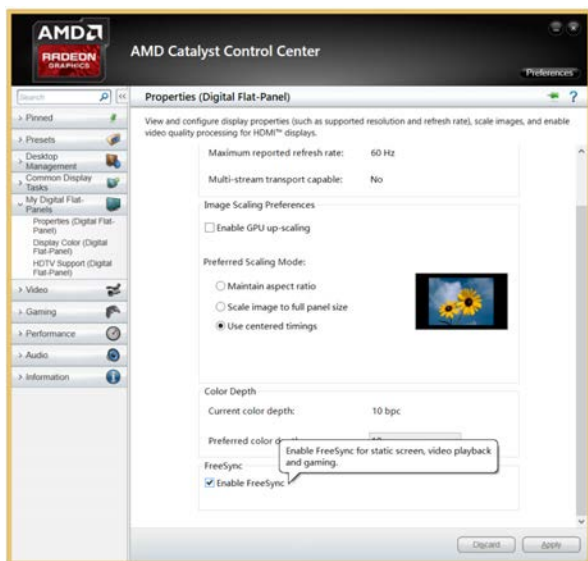 AMD
RADEON
GRAPHICS
AMD Catalyst Control Center
Preferences
Search
Properties (Digital Flat-Panel)
?
Pinned
Presets
Desktop
Management
Common Display
Tasks
My Digital Flat-
Panels
Properties (Digital Flat-
Panel)
Display Color (Digital
Flat-Panel)
HDTV Support (Digital
Flat-Panel)
Video
Gaming
Performance
Audio
Information
View and configure display properties (such as supported resolution and refresh rate), scale images, and enable
video quality processing for HDMI™ displays.
Maximum reported refresh rate: 60 Hz
Multi-stream transport capable: No
Image Scaling Preferences
Enable GPU up-scaling
Preferred Scaling Mode:
Maintain aspect ratio
Scale image to full panel size
Use centered timings
Color Depth
Current color depth: 10 bpc
Preferred color
Enable FreeSync for static screen, video playback
and gaming.
FreeSync
Enable FreeSync
Discard Apply